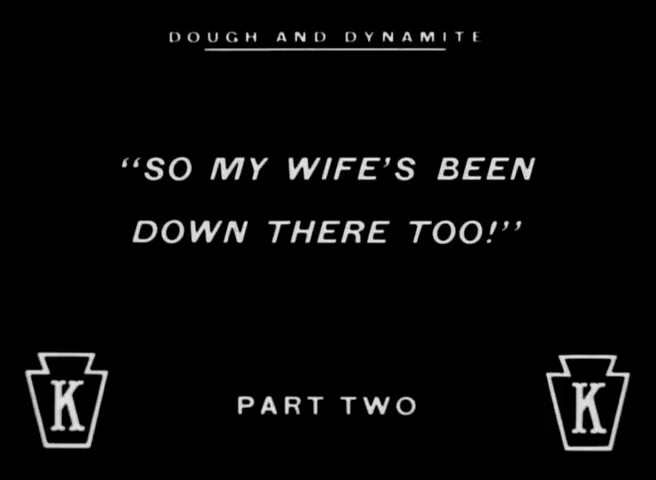 DOUGH AND DYNAMITE
"SO MY WIFE'S BEEN
DOWN THERE TOO!"
K PART TWO K